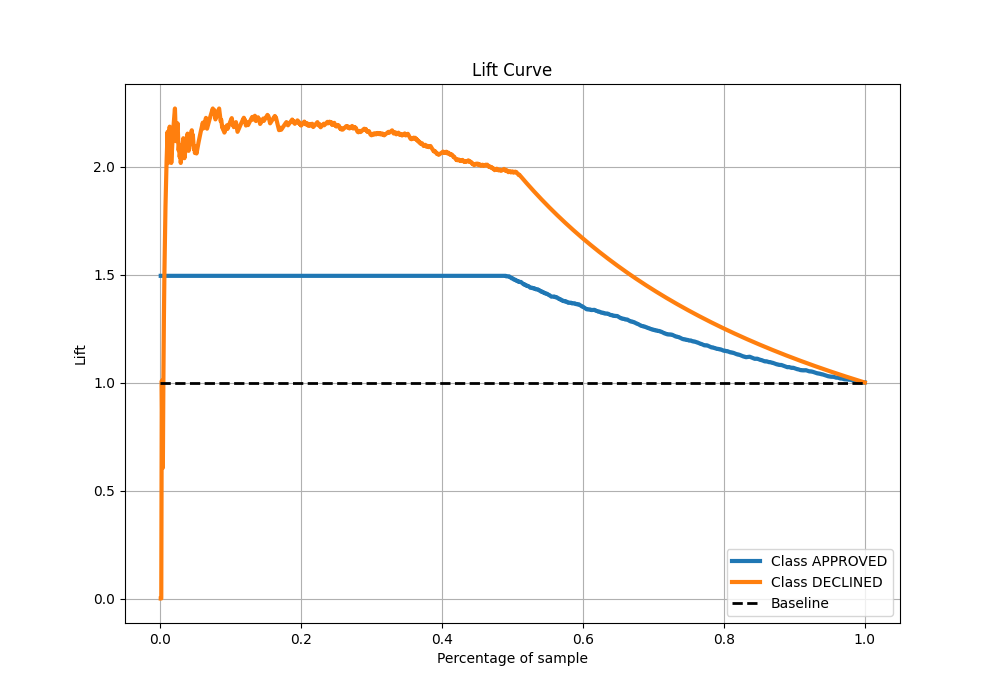 Lift Curve
Lift
2.0
1.5
1.0
0.5
0.0
0.0 0.2 0.4 0.6 0.8 1.0
Percentage of sample
Class APPROVED
Class DECLINED
Baseline